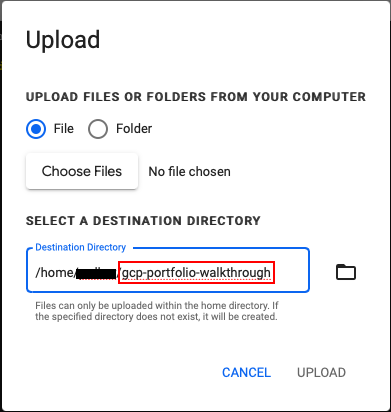 Upload
UPLOAD FILES OR FOLDERS FROM YOUR COMPUTER
File Folder
Choose Files No file chosen
SELECT A DESTINATION DIRECTORY
Destination Directory
/home/ /gcp-portfolio-walkthrough
Files can only be uploaded within the home directory. If
the specified directory does not exist, it will be created.
CANCEL UPLOAD